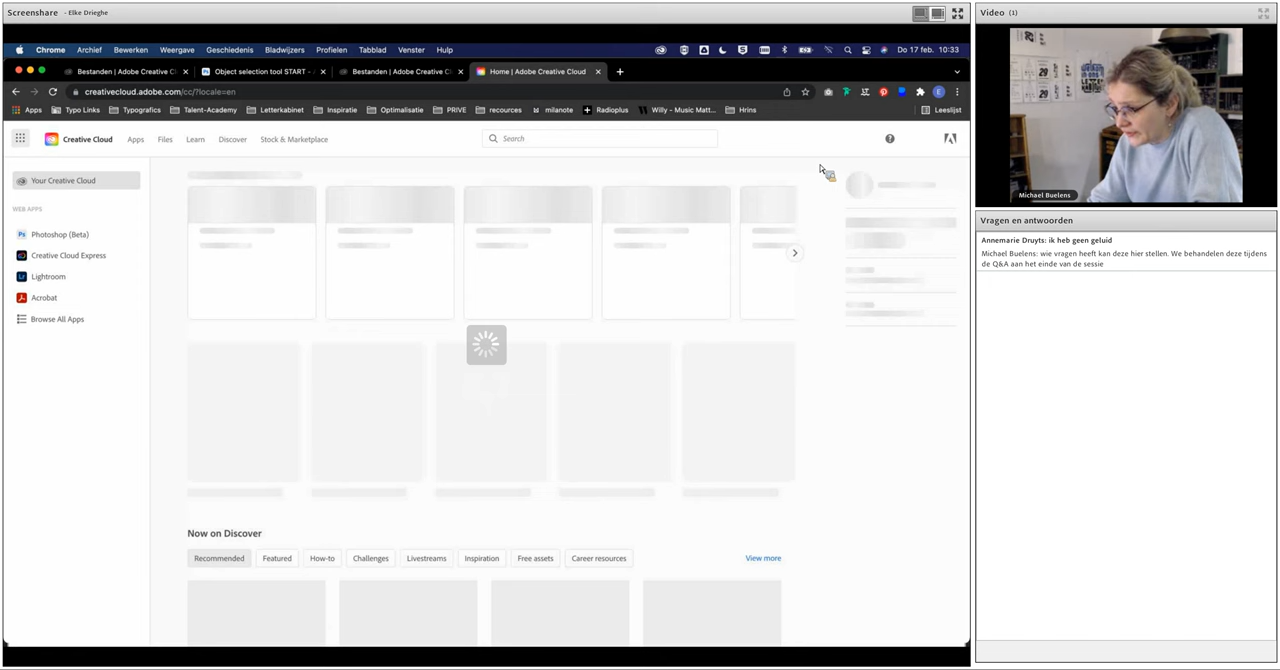 Screenshare - Elke Drieghe
Chrome Archief Bewerken Weergave Geschiedenis Bladwijzers Profielen Tabblad Venster Hulp Do 17 feb. 10:33
Bestanden | Adobe Creative Cl Object selection tool START - Bestanden | Adobe Creative C Home | Adobe Creative Cloud
creativecloud.adobe.com/cc/?locale=en
Apps Typo Links Typografics Talent-Academy Letterkabinet Inspiratie Optimalisatie PRIVE recources milanote Radioplus Willy - Music Matt... Hrins Leeslijst
Creative Cloud Apps Files Learn Discover Stock & Marketplace Search
Your Creative Cloud
WEB APPS
Ps Photoshop (Beta)
Creative Cloud Express
Lr Lightroom
Acrobat
Browse All Apps
Now on Discover
Recommended Featured How-to Challenges Livestreams Inspiration Free assets Career resources View more
Video (1)
Michael Buelens
Vragen en antwoorden
Annemarie Druyts: ik heb geen geluid
Michael Buelens: wie vragen heeft kan deze hier stellen. We behandelen deze tijdens
de Q&A aan het einde van de sessie